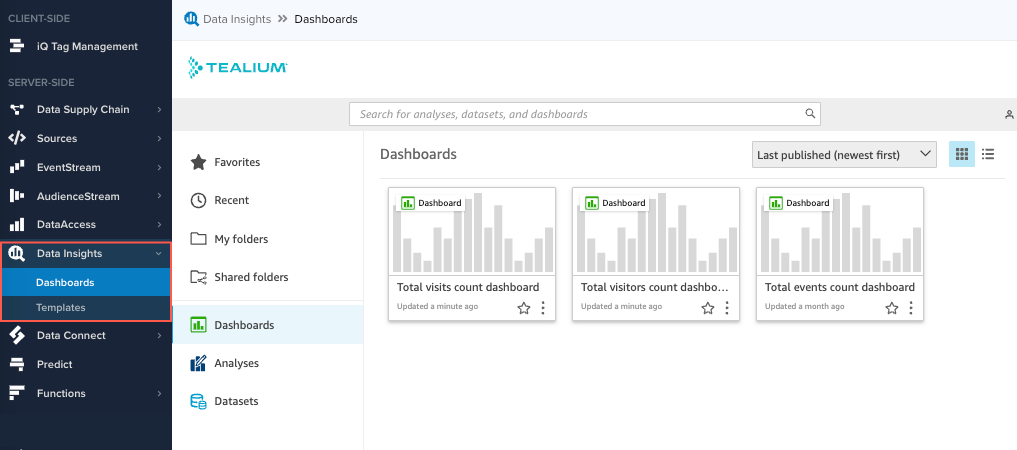 CLIENT-SIDE
iQ Tag Management
SERVER-SIDE
Data Supply Chain
Sources
EventStream
AudienceStream
DataAccess
Data Insights
Dashboards
Templates
Data Connect
Predict
Functions
Data Insights >> Dashboards
TEALIUM
Search for analyses, datasets, and dashboards
Favorites
Recent
My folders
Shared folders
Dashboards
Analyses
Datasets
Dashboards
Last published (newest first)
Dashboard
Total visits count dashboard
Updated a minute ago
Dashboard
Total visitors count dashbo...
Updated a minute ago
Dashboard
Total events count dashboard
Updated a month ago